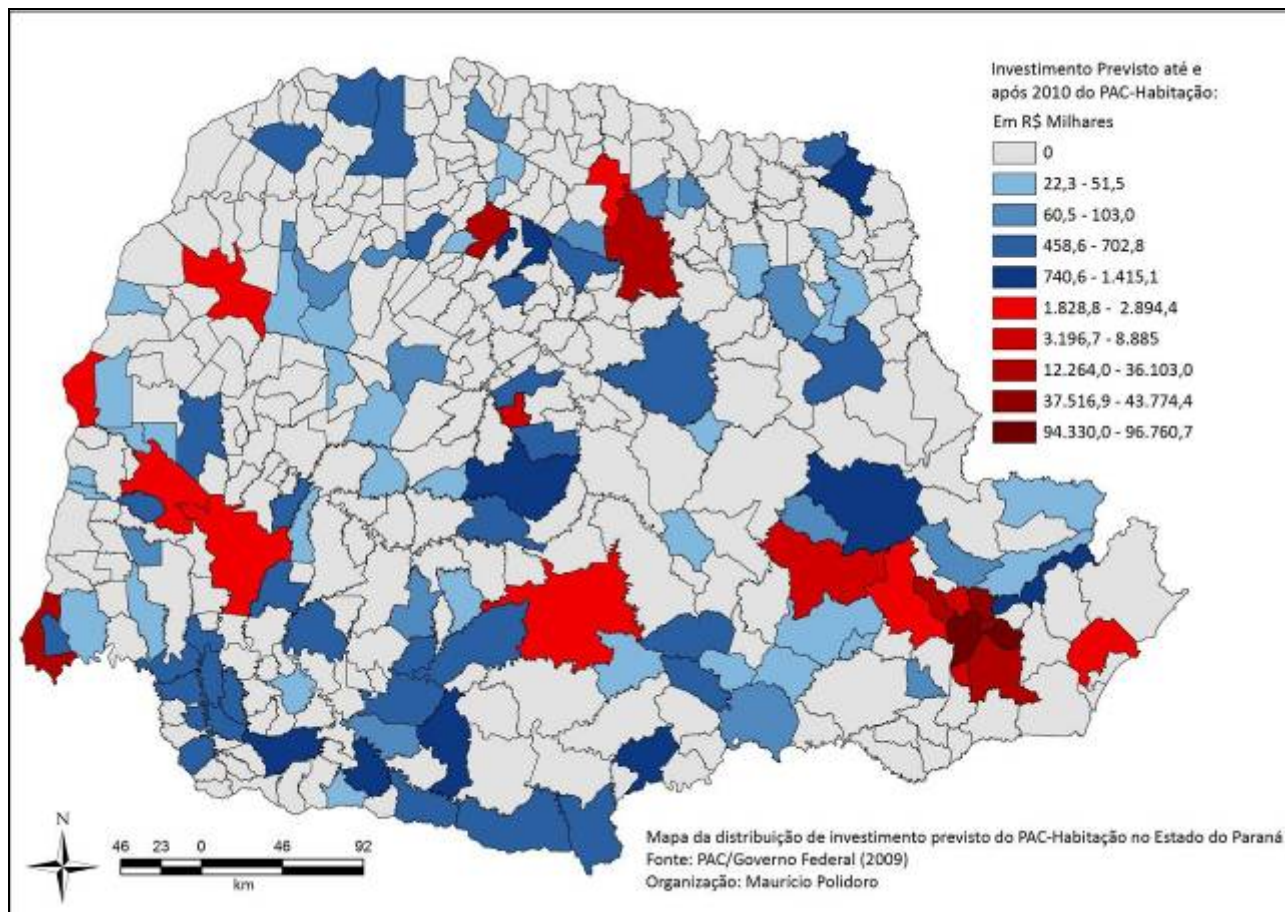 Investimento Previsto até e
após 2010 do PAC-Habitação:
Em R$ Milhares
0
22,3 - 51,5
60,5 - 103,0
458,6 - 702,8
740,6 - 1.415,1
1.828,8 - 2.894,4
3.196,7 - 8.885
12.264,0 - 36.103,0
37.516,9 - 43.774,4
94.330,0 - 96.760,7
N
46 23 0 46 92
km
Mapa da distribuição de investimento previsto do PAC-Habitação no Estado do Paraná
Fonte: PAC/Governo Federal (2009)
Organização: Maurício Polidoro